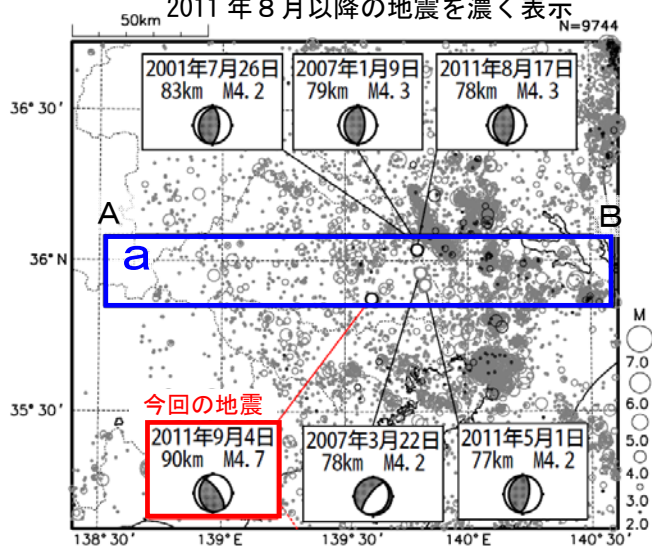 2011年8月以降の地震を濃く表示
50km
N=9744
2001年7月26日
83km M4.2
2007年1月9日
79km M4.3
2011年8月17日
78km M4.3
36°30′
A
B
a
36°N
M
7.0
6.0
5.0
4.0
3.0
2.0
35°30′
今回の地震
2011年9月4日
90km M4.7
2007年3月22日
78km M4.2
2011年5月1日
77km M4.2
138°30′
139°E
139°30′
140°E
140°30′